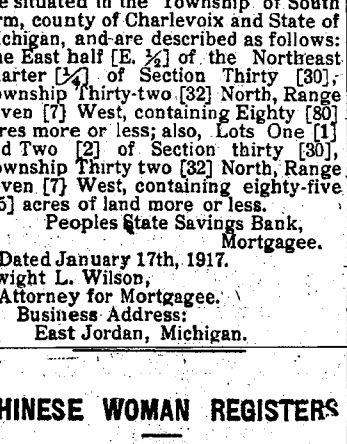 e situated in the Township of South
rm, county of Charlevoix and State of
ichigan, and are described as follows:
he East half [E. ½] of the Northeast
arter [¼] of Section Thirty [30],
ownship Thirty-two [32] North, Range
ven [7] West, containing Eighty [80]
res more or less; also, Lots One [1]
d Two [2] of Section thirty [30],
ownship Thirty two [32] North, Range
ven [7] West, containing eighty-five
5] acres of land more or less.
Peoples State Savings Bank,
Mortgagee.
Dated January 17th, 1917.
wight L. Wilson,
Attorney for Mortgagee.
Business Address:
East Jordan, Michigan.
HINESE WOMAN REGISTERS